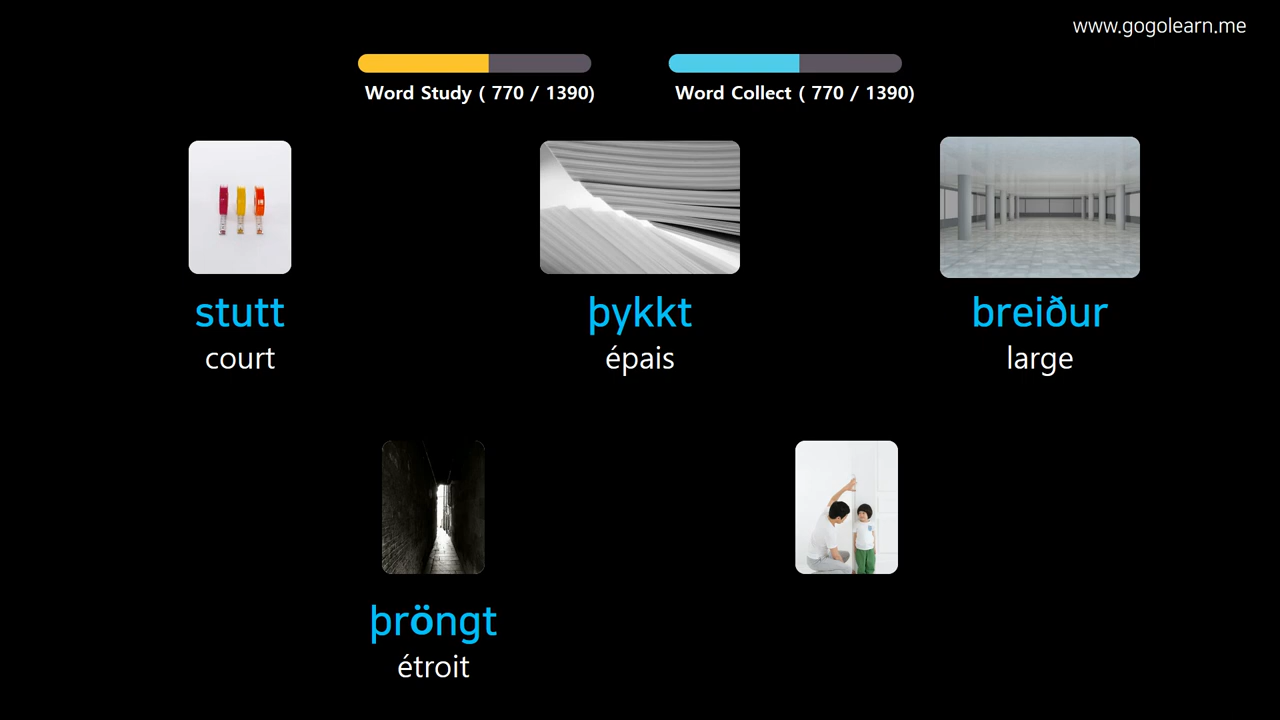 www.gogolearn.me
Word Study ( 770 / 1390)
Word Collect ( 770 / 1390)
stutt
court
þykkt
épais
breiður
large
þröngt
étroit